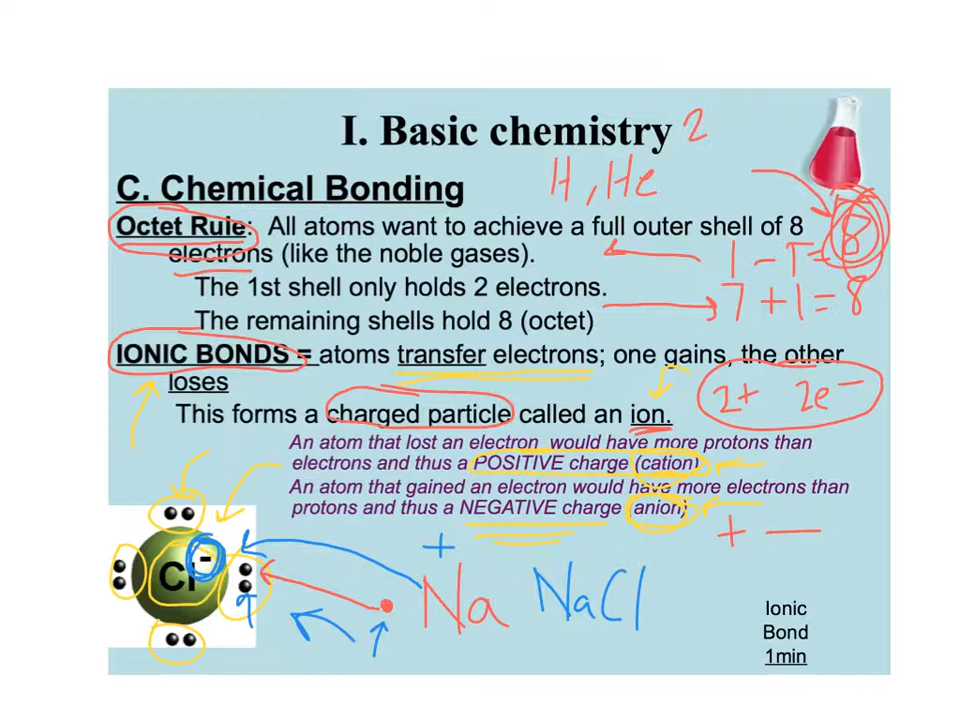 I. Basic chemistry 2
H, He
C. Chemical Bonding
Octet Rule: All atoms want to achieve a full outer shell of 8
electrons (like the noble gases).
8
1 - 1 =
The 1st shell only holds 2 electrons.
7 + 1 = 8
The remaining shells hold 8 (octet)
IONIC BONDS = atoms transfer electrons; one gains, the other
loses
2+ 2e⁻
This forms a charged particle called an ion.
An atom that lost an electron would have more protons than
electrons and thus a POSITIVE charge (cation)
An atom that gained an electron would have more electrons than
protons and thus a NEGATIVE charge (anion)
+ −
+
Cl-
Na NaCl
Ionic
Bond
1min